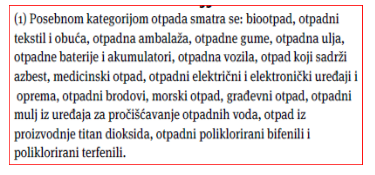 (1) Posebnom kategorijom otpada smatra se: biootpad, otpadni
tekstil i obuća, otpadna ambalaža, otpadne gume, otpadna ulja,
otpadne baterije i akumulatori, otpadna vozila, otpad koji sadrži
azbest, medicinski otpad, otpadni električni i elektronički uređaji i
oprema, otpadni brodovi, morski otpad, građevni otpad, otpadni
mulj iz uređaja za pročišćavanje otpadnih voda, otpad iz
proizvodnje titan dioksida, otpadni poliklorirani bifenili i
poliklorirani terfenili.